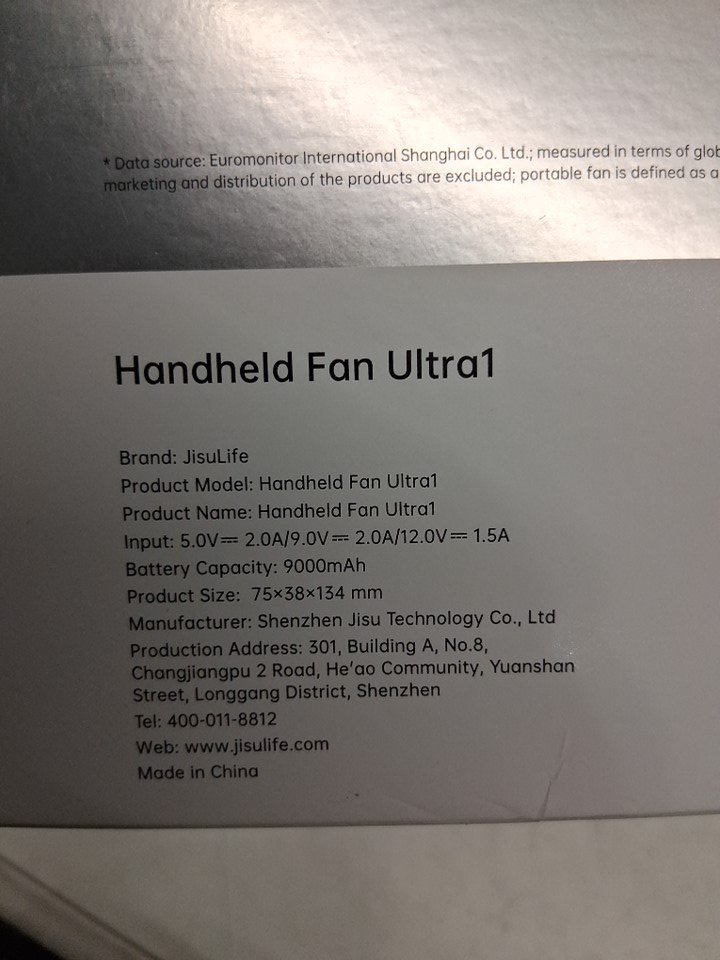 * Data source: Euromonitor International Shanghai Co. Ltd.; measured in terms of
marketing and distribution of the products are excluded; portable fan is defined as a
Handheld Fan Ultra1
Brand: JisuLife
Product Model: Handheld Fan Ultra1
Product Name: Handheld Fan Ultra1
Input: 5.0V⎓ 2.0A/9.0V⎓ 2.0A/12.0V⎓ 1.5A
Battery Capacity: 9000mAh
Product Size: 75×38×134 mm
Manufacturer: Shenzhen Jisu Technology Co., Ltd
Production Address: 301, Building A, No.8,
Changjiangpu 2 Road, He'ao Community, Yuanshan
Street, Longgang District, Shenzhen
Tel: 400-011-8812
Web: www.jisulife.com
Made in China